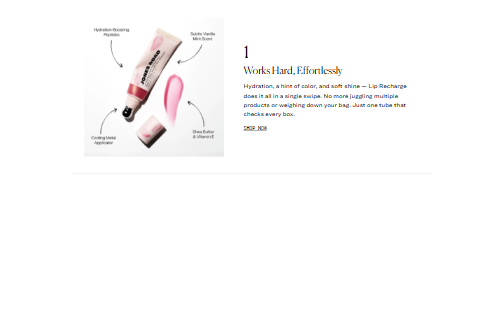 Hydration-Boosting
Peptides
Subtle Vanilla
Mint Scent
JONES ROAD
Cooling Metal
Applicator
Shea Butter
& Vitamin E
1
Works Hard, Effortlessly
Hydration, a hint of color, and soft shine — Lip Recharge
does it all in a single swipe. No more juggling multiple
products or weighing down your bag. Just one tube that
checks every box.
SHOP NOW